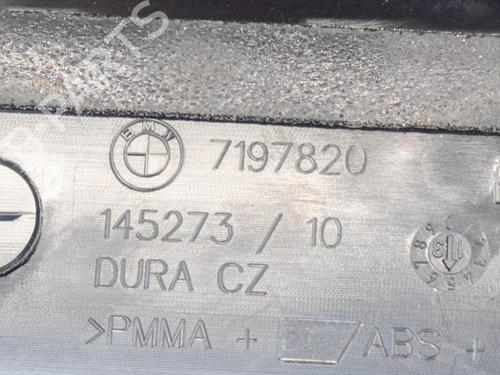 BMW 7197820
145273 / 10
DURA CZ
>PMMA + /ABS +